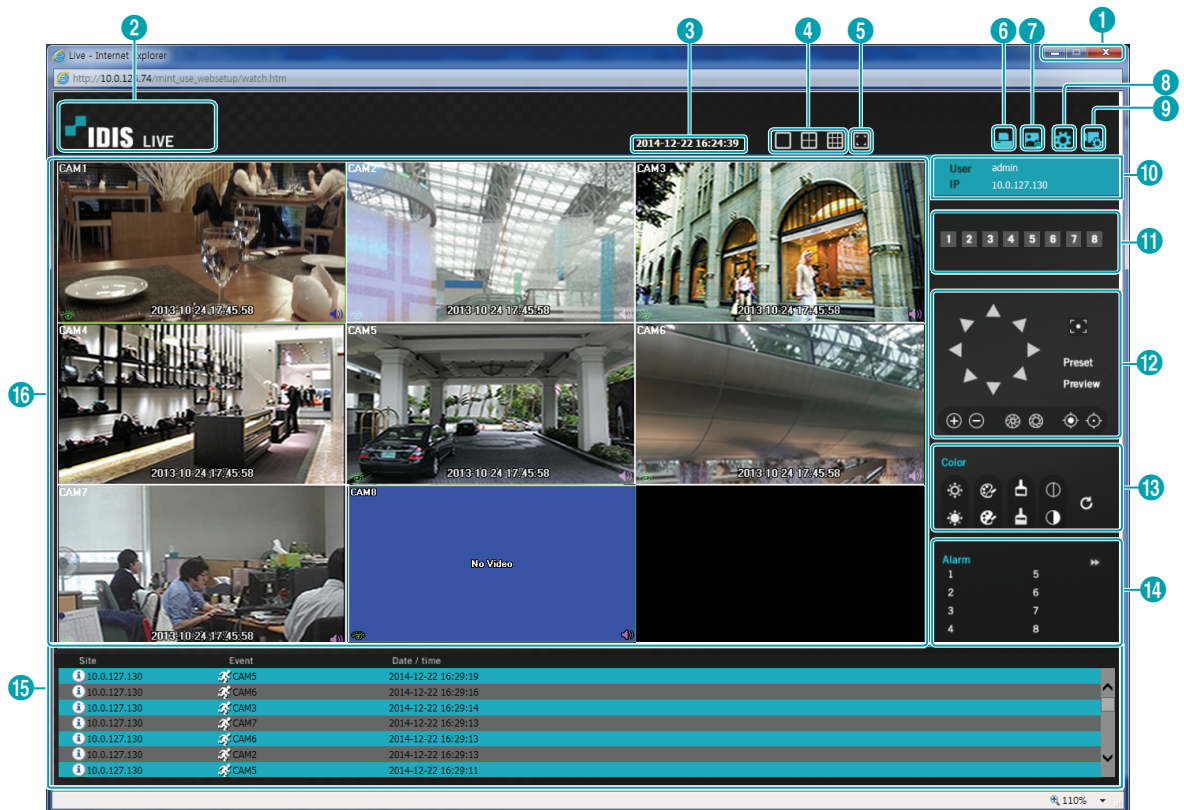 2
3
4
5
6
7
1
Live - Internet Explorer
http://10.0.124.74/mint_use_websetup/watch.htm
8
9
IDIS LIVE
2014-12-22 16:24:39
CAM1
CAM2
CAM3
User admin
IP 10.0.127.130
10
1 2 3 4 5 6 7 8
11
2013-10-24 17:45:58
2013-10-24 17:45:58
2013-10-24 17:45:58
CAM4
CAM5
CAM6
Preset
Preview
12
16
2013-10-24 17:45:58
2013-10-24 17:45:58
2013-10-24 17:45:58
Color
13
CAM7
CAM8
No Video
2013-10-24 17:45:58
Alarm
1 5
2 6
3 7
4 8
14
Site Event Date / time
15
10.0.127.130 CAM5 2014-12-22 16:29:19
10.0.127.130 CAM6 2014-12-22 16:29:16
10.0.127.130 CAM3 2014-12-22 16:29:14
10.0.127.130 CAM7 2014-12-22 16:29:13
10.0.127.130 CAM6 2014-12-22 16:29:13
10.0.127.130 CAM2 2014-12-22 16:29:13
10.0.127.130 CAM5 2014-12-22 16:29:11
110%